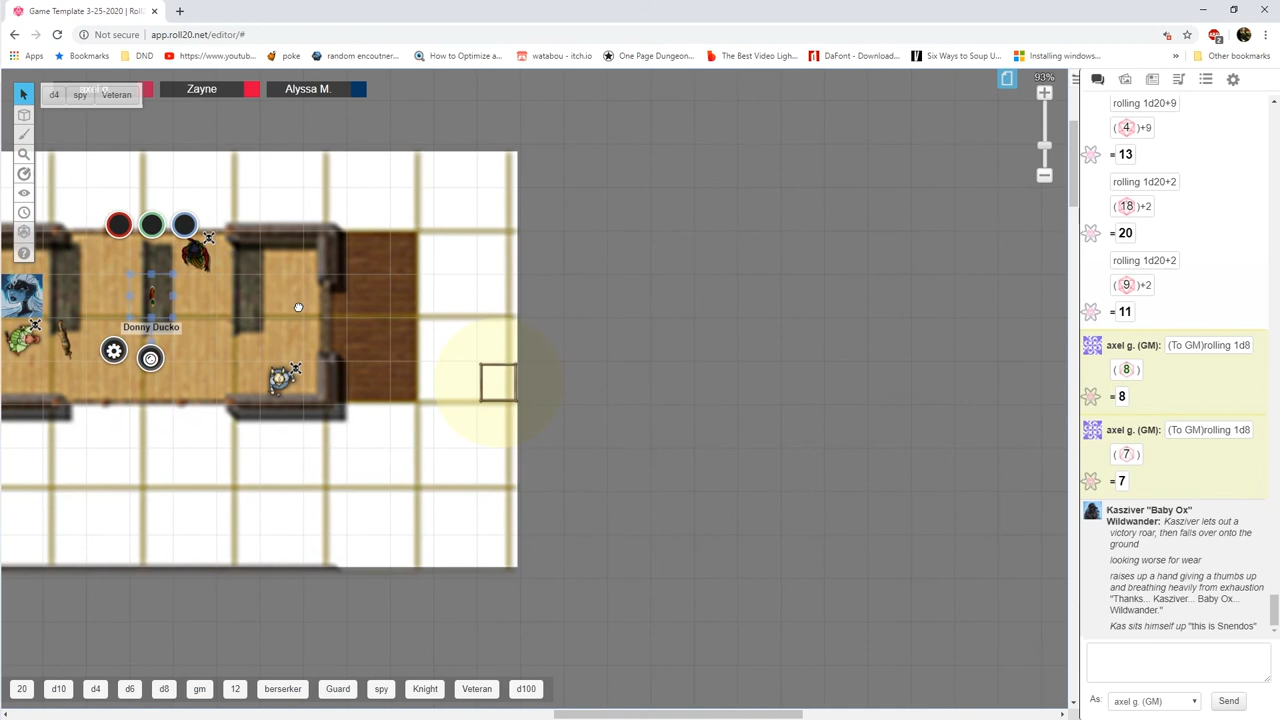 Game Template 3-25-2020 | Rol
Not secure | app.roll20.net/editor/#
Apps Bookmarks DND https://www.youtube... poke random encoutner... How to Optimize a... watabou - itch.io One Page Dungeon... The Best Video Ligh... DaFont - Download... Six Ways to Soup U... Installing windows... » Other bookmarks
d4 spy Veteran Zayne Alyssa M. 93%
rolling 1d20+9
(4)+9
= 13
rolling 1d20+2
(18)+2
= 20
rolling 1d20+2
(9)+2
= 11
axel g. (GM): (To GM)rolling 1d8
(8)
= 8
axel g. (GM): (To GM)rolling 1d8
(7)
= 7
Donny Ducko
Kasziver "Baby Ox"
Wildwander: Kasziver lets out a
victory roar, then falls over onto the
ground
looking worse for wear
raises up a hand giving a thumbs up
and breathing heavily from exhaustion
"Thanks... Kasziver... Baby Ox...
Wildwander."
Kas sits himself up "this is Snendos"
20 d10 d4 d6 d8 gm 12 berserker Guard spy Knight Veteran d100
As: axel g. (GM) Send